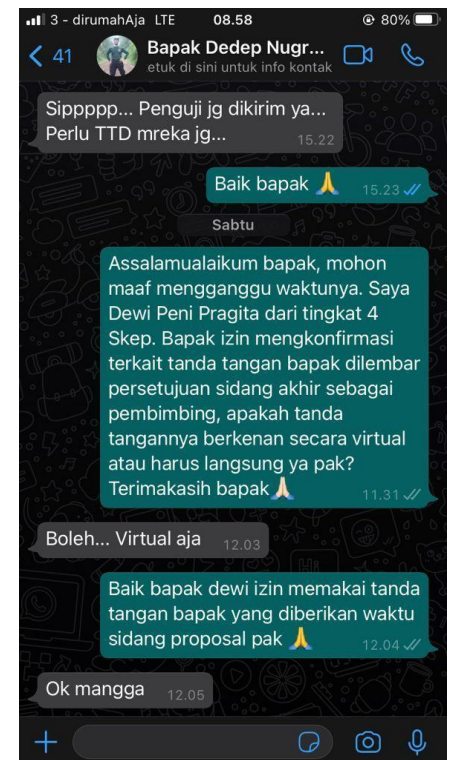 3 - dirumahAja LTE 08.58 80%
41 Bapak Dedep Nugr...
etuk di sini untuk info kontak
Sippppp... Penguji jg dikirim ya...
Perlu TTD mreka jg... 15.22
Baik bapak 🙏 15.23
Sabtu
Assalamualaikum bapak, mohon
maaf mengganggu waktunya. Saya
Dewi Peni Pragita dari tingkat 4
Skep. Bapak izin mengkonfirmasi
terkait tanda tangan bapak dilembar
persetujuan sidang akhir sebagai
pembimbing, apakah tanda
tangannya berkenan secara virtual
atau harus langsung ya pak?
Terimakasih bapak🙏🏻 11.31
Boleh... Virtual aja 12.03
Baik bapak dewi izin memakai tanda
tangan bapak yang diberikan waktu
sidang proposal pak 🙏 12.04
Ok mangga 12.05